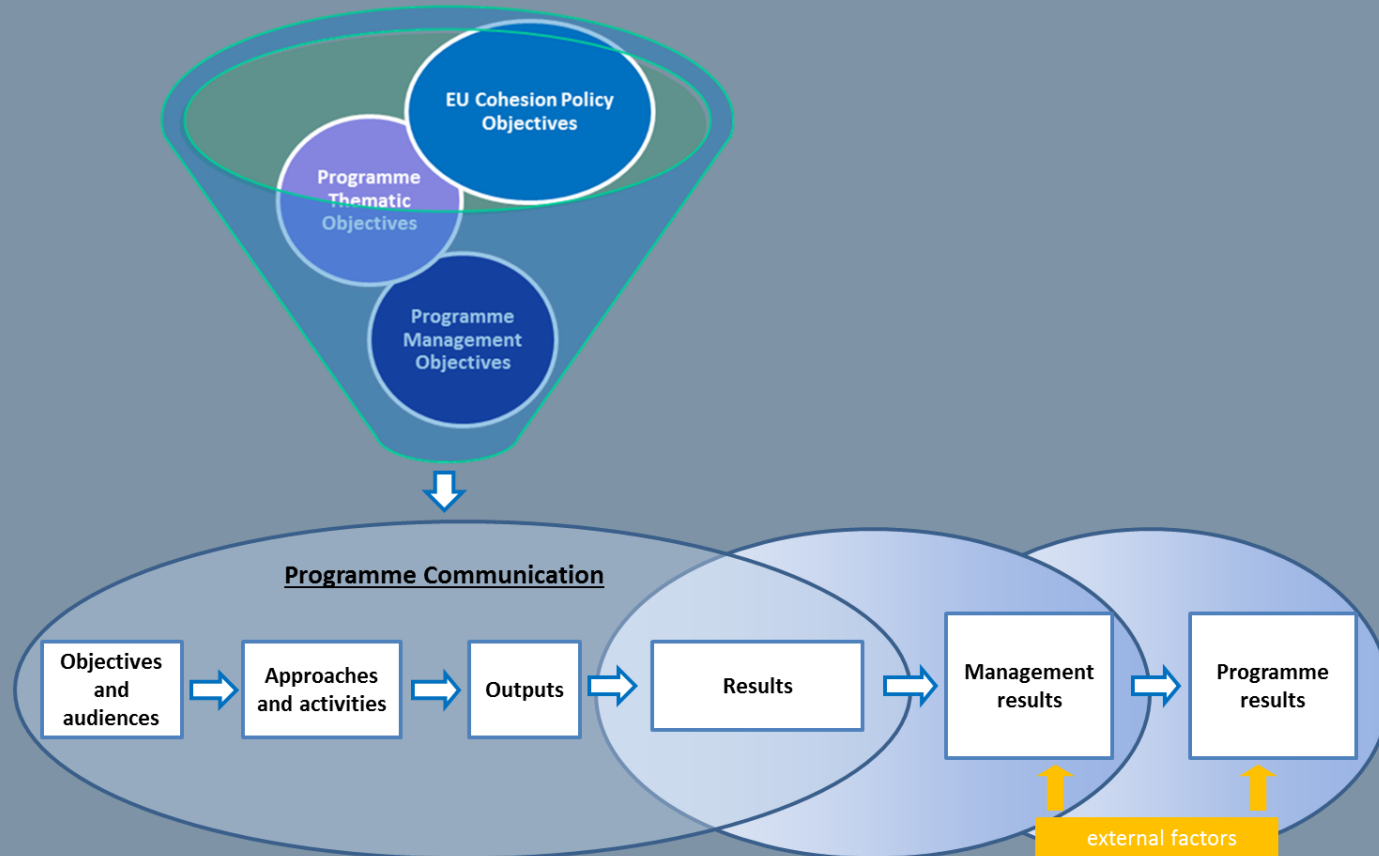 EU Cohesion Policy
Objectives
Programme
Thematic
Objectives
Programme
Management
Objectives
Programme Communication
Objectives
and
audiences
Approaches
and activities
Outputs
Results
Management
results
Programme
results
external factors